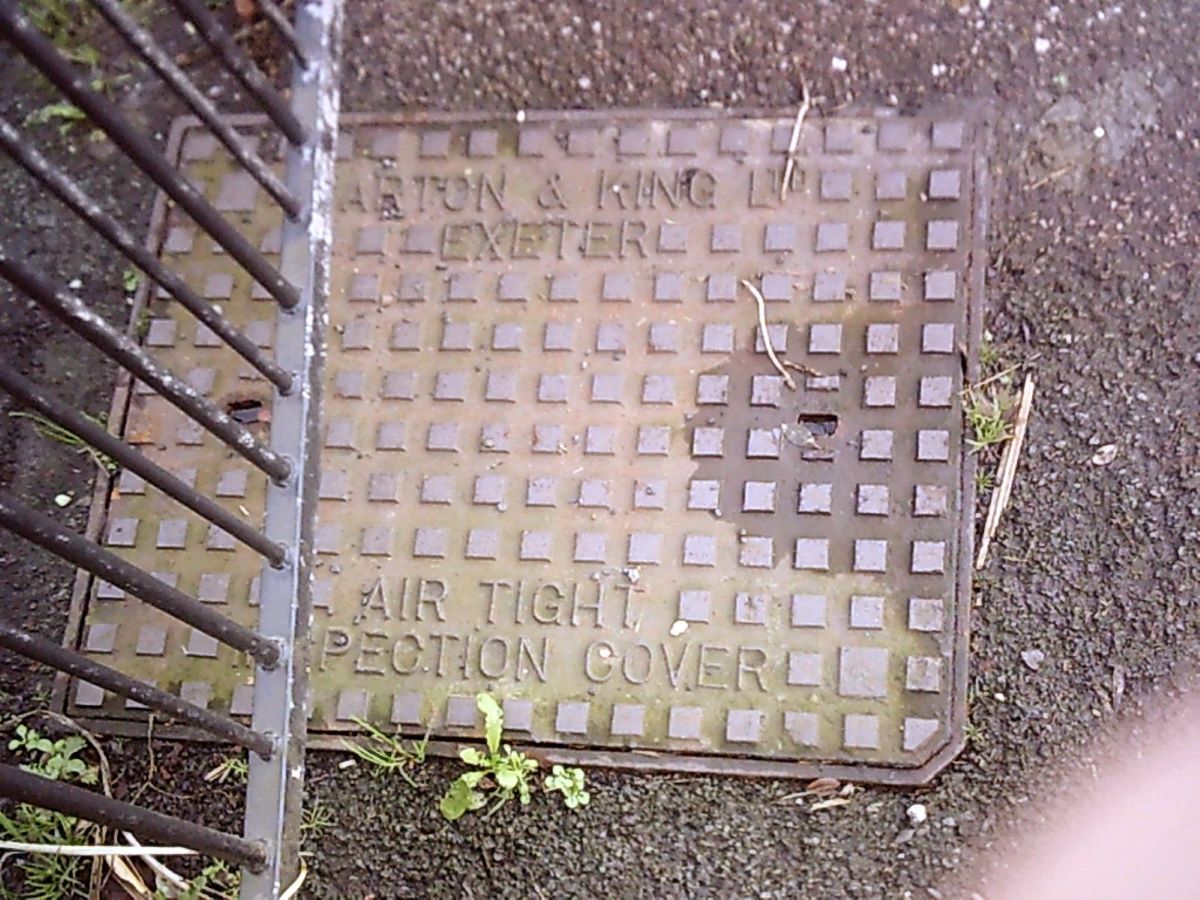 ARTON & KING LTD
EXETER
AIR TIGHT
PECTION COVER